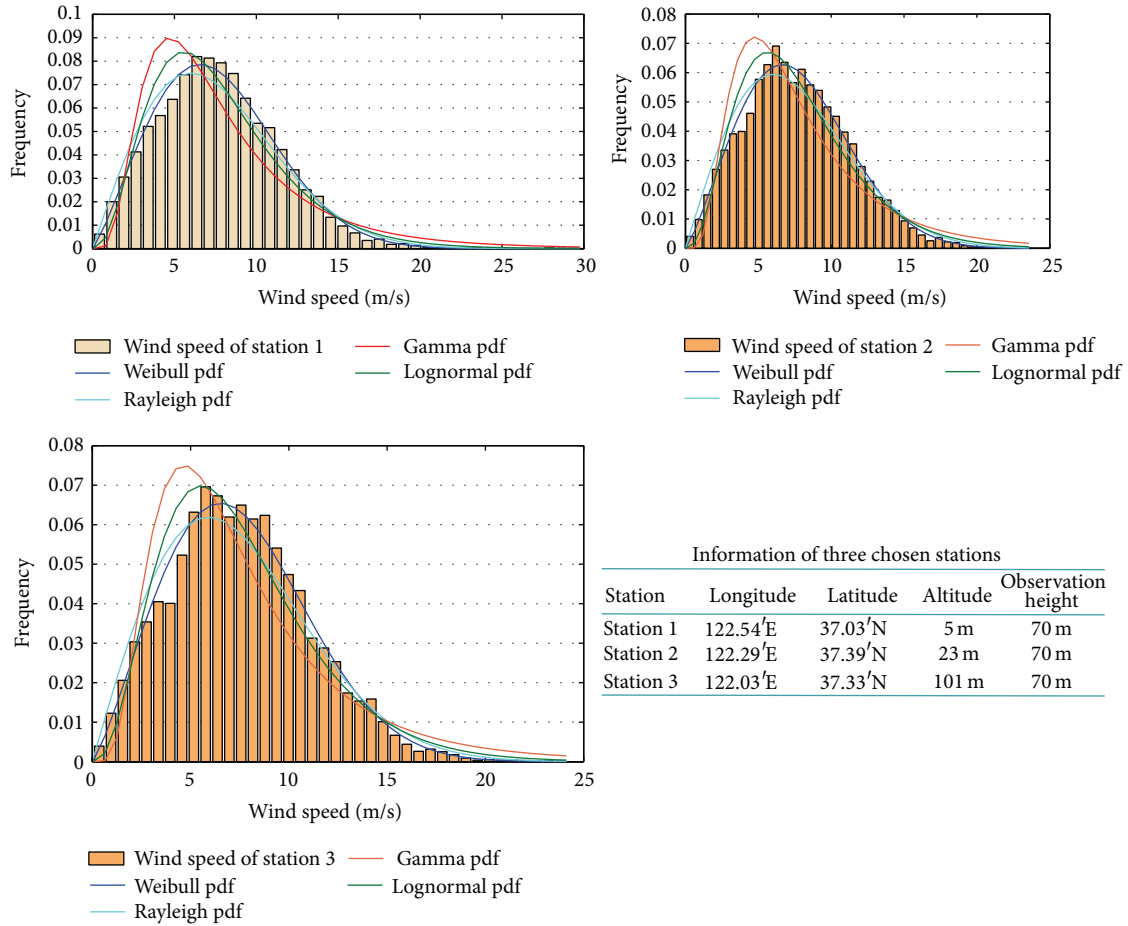 0.1
0.09
0.08
0.07
0.06
0.05
0.04
0.03
0.02
0.01
0
Frequency
0 5 10 15 20 25 30
Wind speed (m/s)
Wind speed of station 1
Weibull pdf
Rayleigh pdf
Gamma pdf
Lognormal pdf
0.08
0.07
0.06
0.05
0.04
0.03
0.02
0.01
0
Frequency
0 5 10 15 20 25
Wind speed (m/s)
Wind speed of station 2
Weibull pdf
Rayleigh pdf
Gamma pdf
Lognormal pdf
0.08
0.07
0.06
0.05
0.04
0.03
0.02
0.01
0
Frequency
0 5 10 15 20 25
Wind speed (m/s)
Wind speed of station 3
Weibull pdf
Rayleigh pdf
Gamma pdf
Lognormal pdf
Information of three chosen stations
Station Longitude Latitude Altitude Observation height
Station 1 122.54′E 37.03′N 5 m 70 m
Station 2 122.29′E 37.39′N 23 m 70 m
Station 3 122.03′E 37.33′N 101 m 70 m